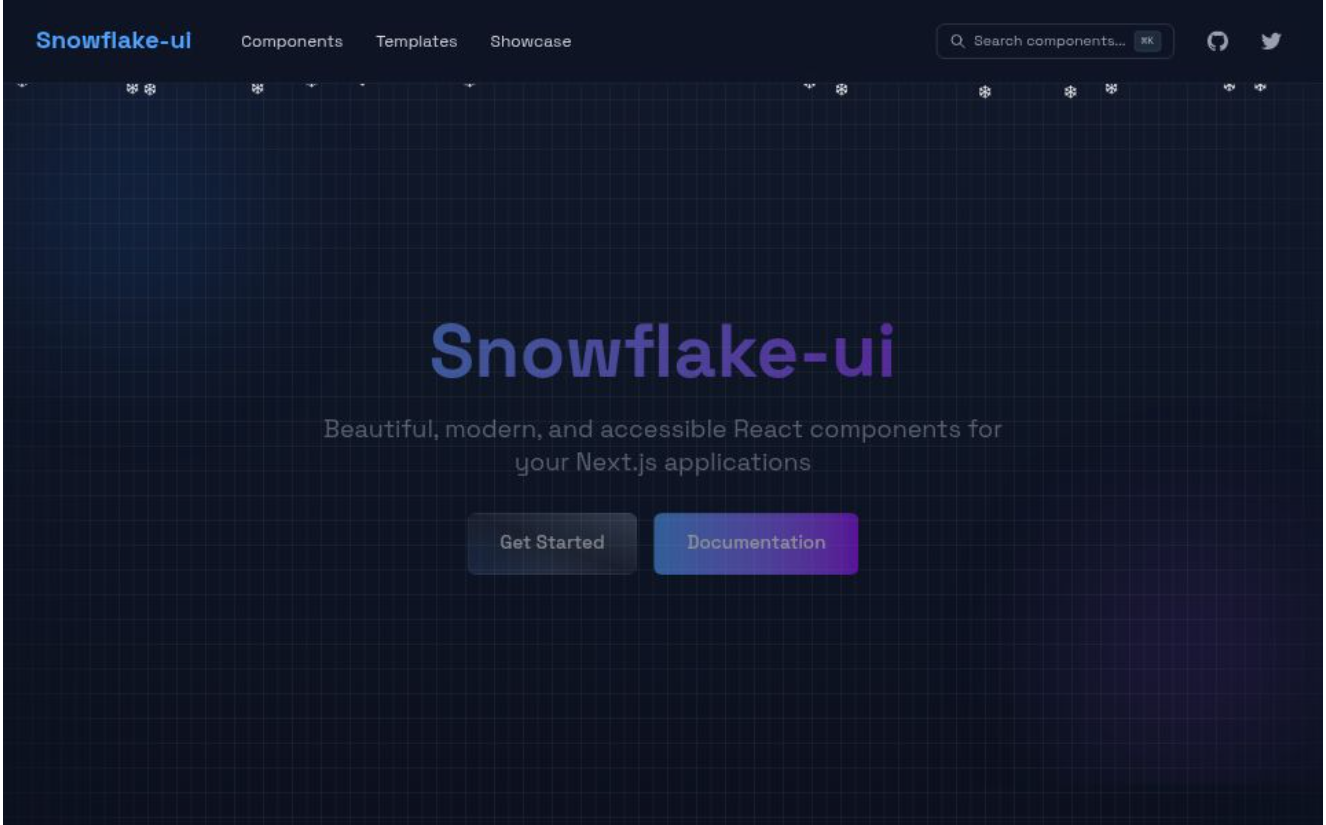 Snowflake-ui
Components
Templates
Showcase
Search components...
⌘K
Snowflake-ui
Beautiful, modern, and accessible React components for
your Next.js applications
Get Started
Documentation